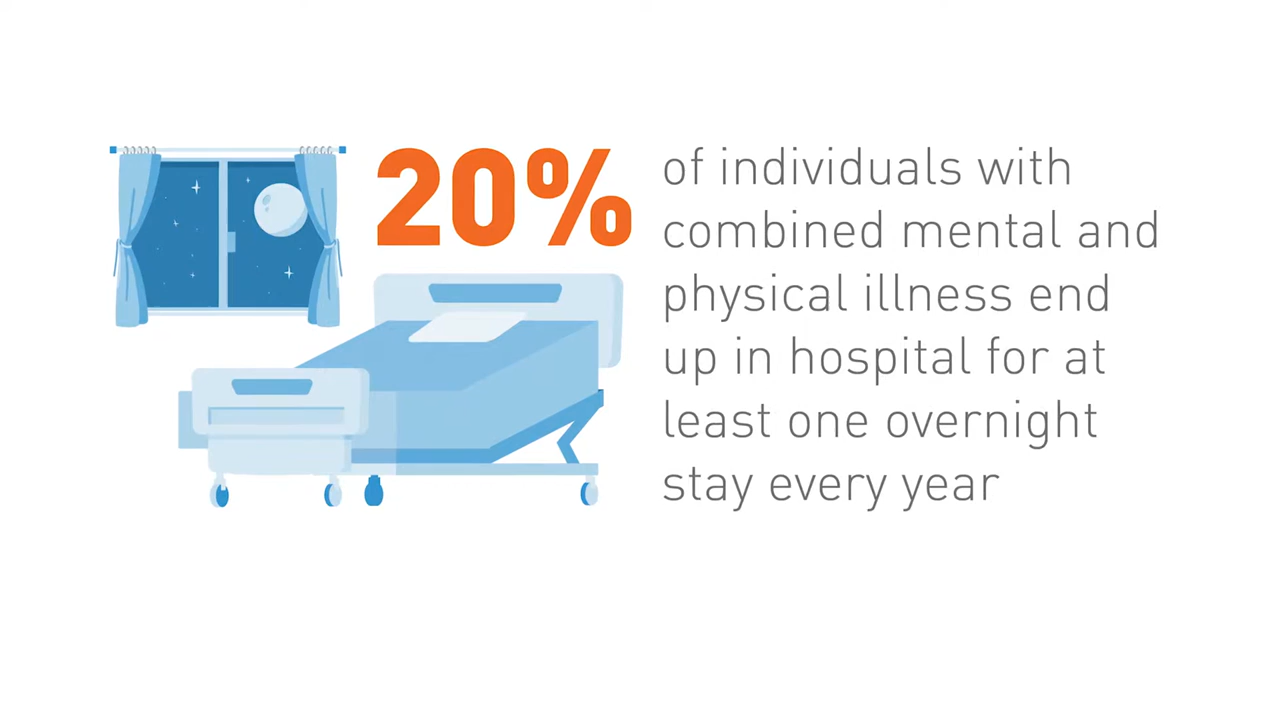 20%
of individuals with
combined mental and
physical illness end
up in hospital for at
least one overnight
stay every year